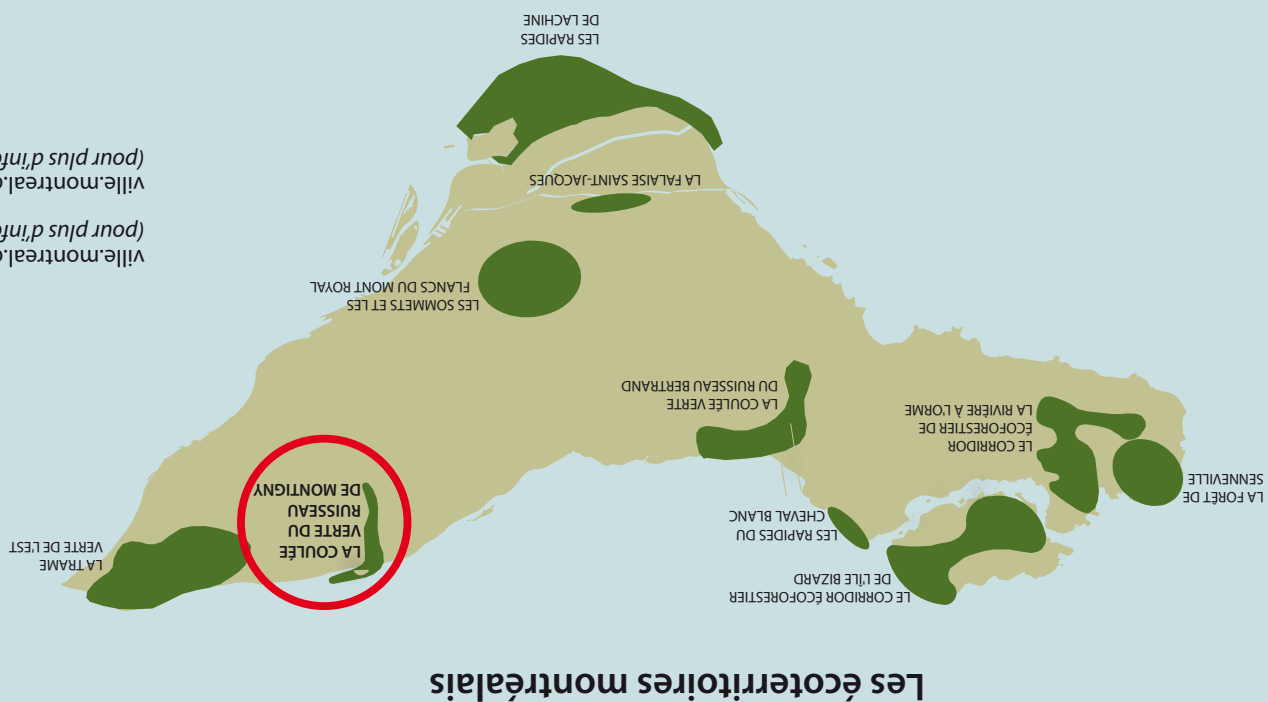 Les écoterritoires montréalais
LE CORRIDOR ÉCOFORESTIER
DE L'ÎLE BIZARD
LA TRAME
VERTE DE L'EST
LA COULÉE
VERTE DU
RUISSEAU
DE MONTIGNY
LES RAPIDES DU
CHEVAL BLANC
LA FORÊT DE
SENNEVILLE
LE CORRIDOR
ÉCOFORESTIER DE
LA RIVIÈRE À L'ORME
LA COULÉE VERTE
DU RUISSEAU BERTRAND
LES SOMMETS ET LES
FLANCS DU MONT ROYAL
LA FALAISE SAINT-JACQUES
LES RAPIDES
DE LACHINE
ville.montreal.
(pour plus d'inf
ville.montreal.
(pour plus d'inf